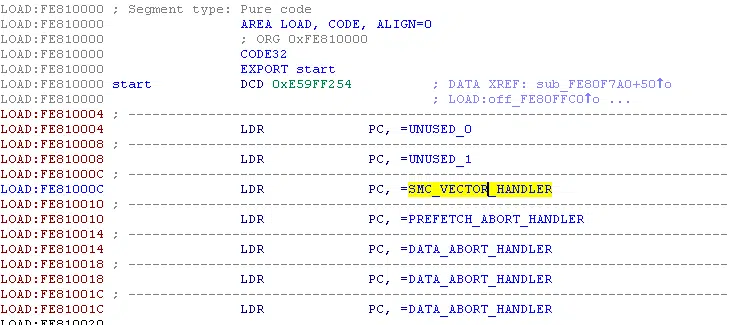 LOAD:FE810000 ; Segment type: Pure code
LOAD:FE810000 AREA LOAD, CODE, ALIGN=0
LOAD:FE810000 ; ORG 0xFE810000
LOAD:FE810000 CODE32
LOAD:FE810000 EXPORT start
LOAD:FE810000 start DCD 0xE59FF254 ; DATA XREF: sub_FE80F7A0+50↑o
LOAD:FE810000 ; LOAD:off_FE80FFC0↑o ...
LOAD:FE810004 ; ---------------------------------------------------------------------------
LOAD:FE810004 LDR PC, =UNUSED_0
LOAD:FE810008 ; ---------------------------------------------------------------------------
LOAD:FE810008 LDR PC, =UNUSED_1
LOAD:FE81000C ; ---------------------------------------------------------------------------
LOAD:FE81000C LDR PC, =SMC_VECTOR_HANDLER
LOAD:FE810010 ; ---------------------------------------------------------------------------
LOAD:FE810010 LDR PC, =PREFETCH_ABORT_HANDLER
LOAD:FE810014 ; ---------------------------------------------------------------------------
LOAD:FE810014 LDR PC, =DATA_ABORT_HANDLER
LOAD:FE810018 ; ---------------------------------------------------------------------------
LOAD:FE810018 LDR PC, =DATA_ABORT_HANDLER
LOAD:FE81001C ; ---------------------------------------------------------------------------
LOAD:FE81001C LDR PC, =DATA_ABORT_HANDLER
LOAD:FE810020